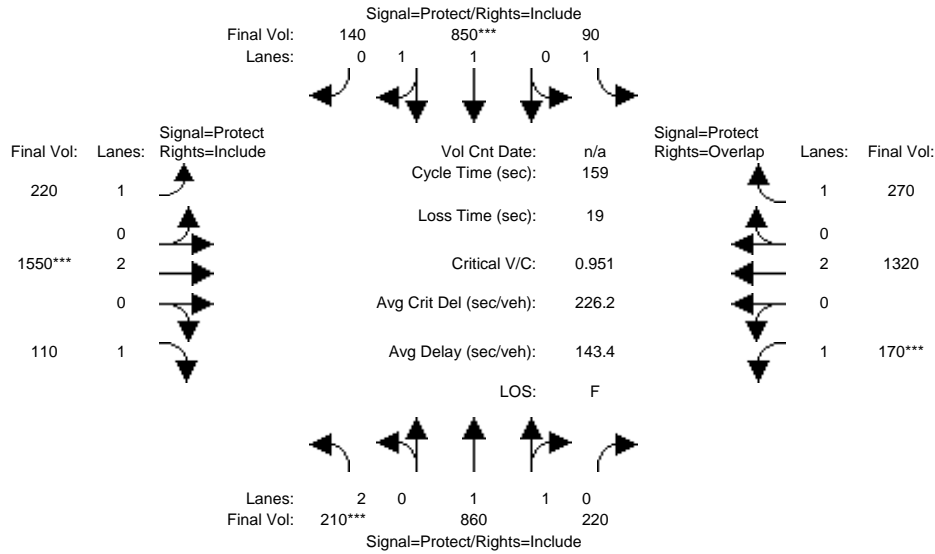 Signal=Protect/Rights=Include
Final Vol: 140 850*** 90
Lanes: 0 1 1 0 1
Signal=Protect
Final Vol: Lanes: Rights=Include
220 1
0
1550*** 2
0
110 1
Vol Cnt Date: n/a
Cycle Time (sec): 159
Loss Time (sec): 19
Critical V/C: 0.951
Avg Crit Del (sec/veh): 226.2
Avg Delay (sec/veh): 143.4
LOS: F
Signal=Protect
Rights=Overlap Lanes: Final Vol:
1 270
0
2 1320
0
1 170***
Lanes: 2 0 1 1 0
Final Vol: 210*** 860 220
Signal=Protect/Rights=Include